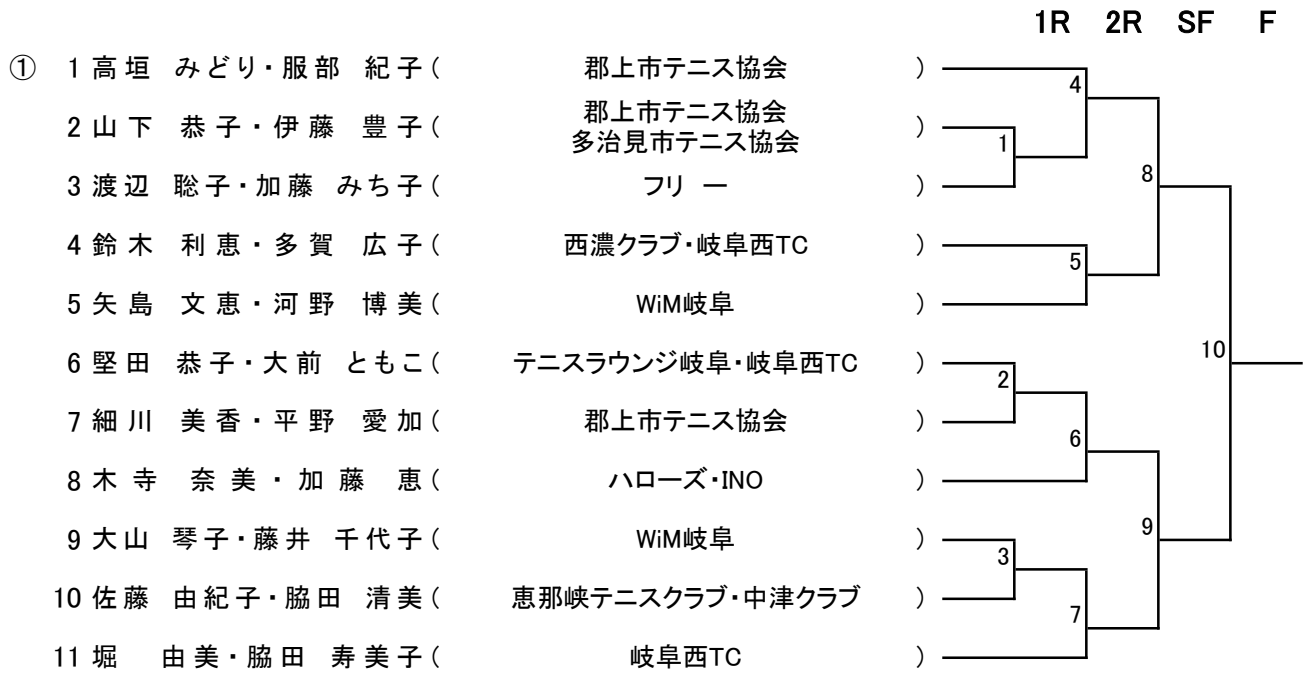 1R 2R SF F
① 1 高垣 みどり・服部 紀子 ( 郡上市テニス協会 )
4
2 山下 恭子・伊藤 豊子 ( 郡上市テニス協会
多治見市テニス協会 )
1
3 渡辺 聡子・加藤 みち子 ( フリ ー )
8
4 鈴木 利恵・多賀 広子 ( 西濃クラブ・岐阜西TC )
5
5 矢島 文恵・河野 博美 ( WiM岐阜 )
10
6 堅田 恭子・大前 ともこ ( テニスラウンジ岐阜・岐阜西TC )
2
7 細川 美香・平野 愛加 ( 郡上市テニス協会 )
6
8 木寺 奈美・加藤 恵 ( ハローズ・INO )
9
9 大山 琴子・藤井 千代子 ( WiM岐阜 )
3
10 佐藤 由紀子・脇田 清美 ( 恵那峡テニスクラブ・中津クラブ )
7
11 堀 由美・脇田 寿美子 ( 岐阜西TC )